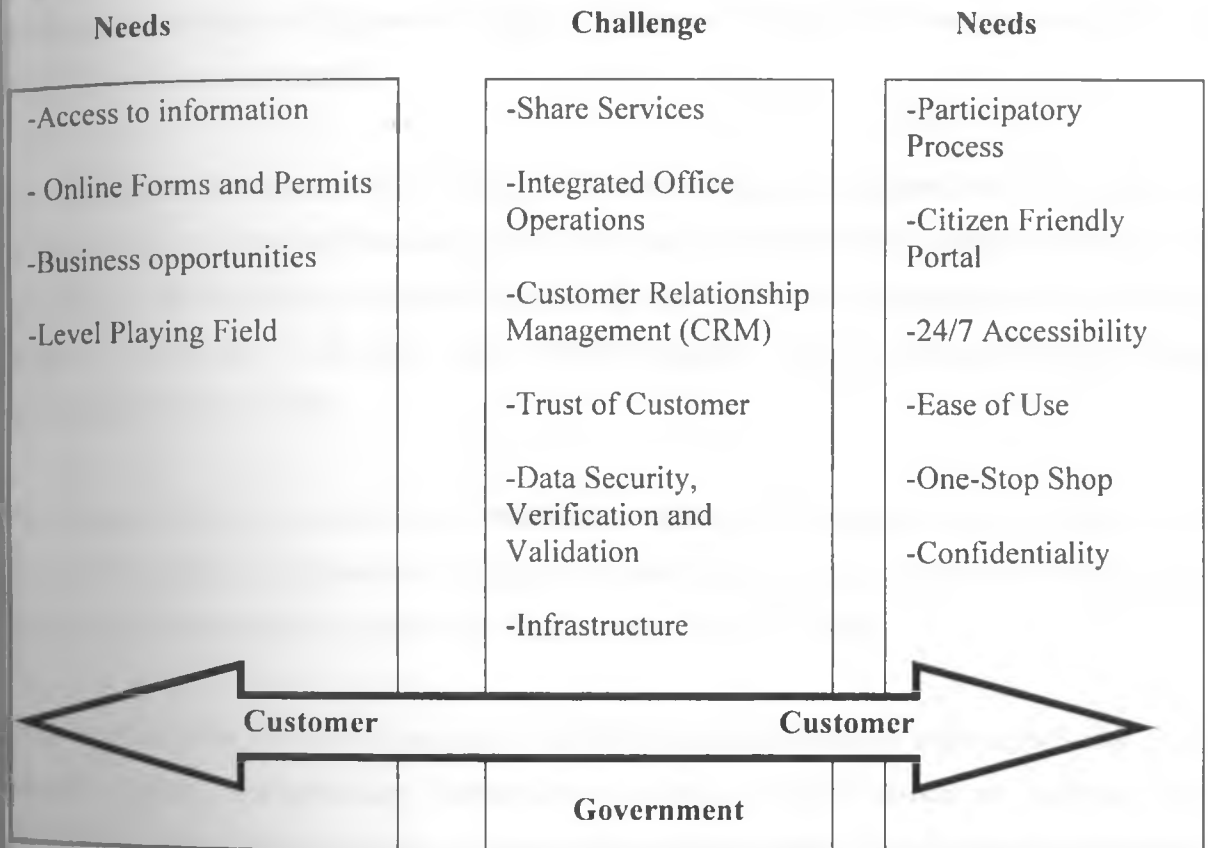 Needs
Challenge
Needs
-Access to information
- Online Forms and Permits
-Business opportunities
-Level Playing Field
-Share Services
-Integrated Office
Operations
-Customer Relationship
Management (CRM)
-Trust of Customer
-Data Security,
Verification and
Validation
-Infrastructure
-Participatory
Process
-Citizen Friendly
Portal
-24/7 Accessibility
-Ease of Use
-One-Stop Shop
-Confidentiality
Customer
Customer
Government